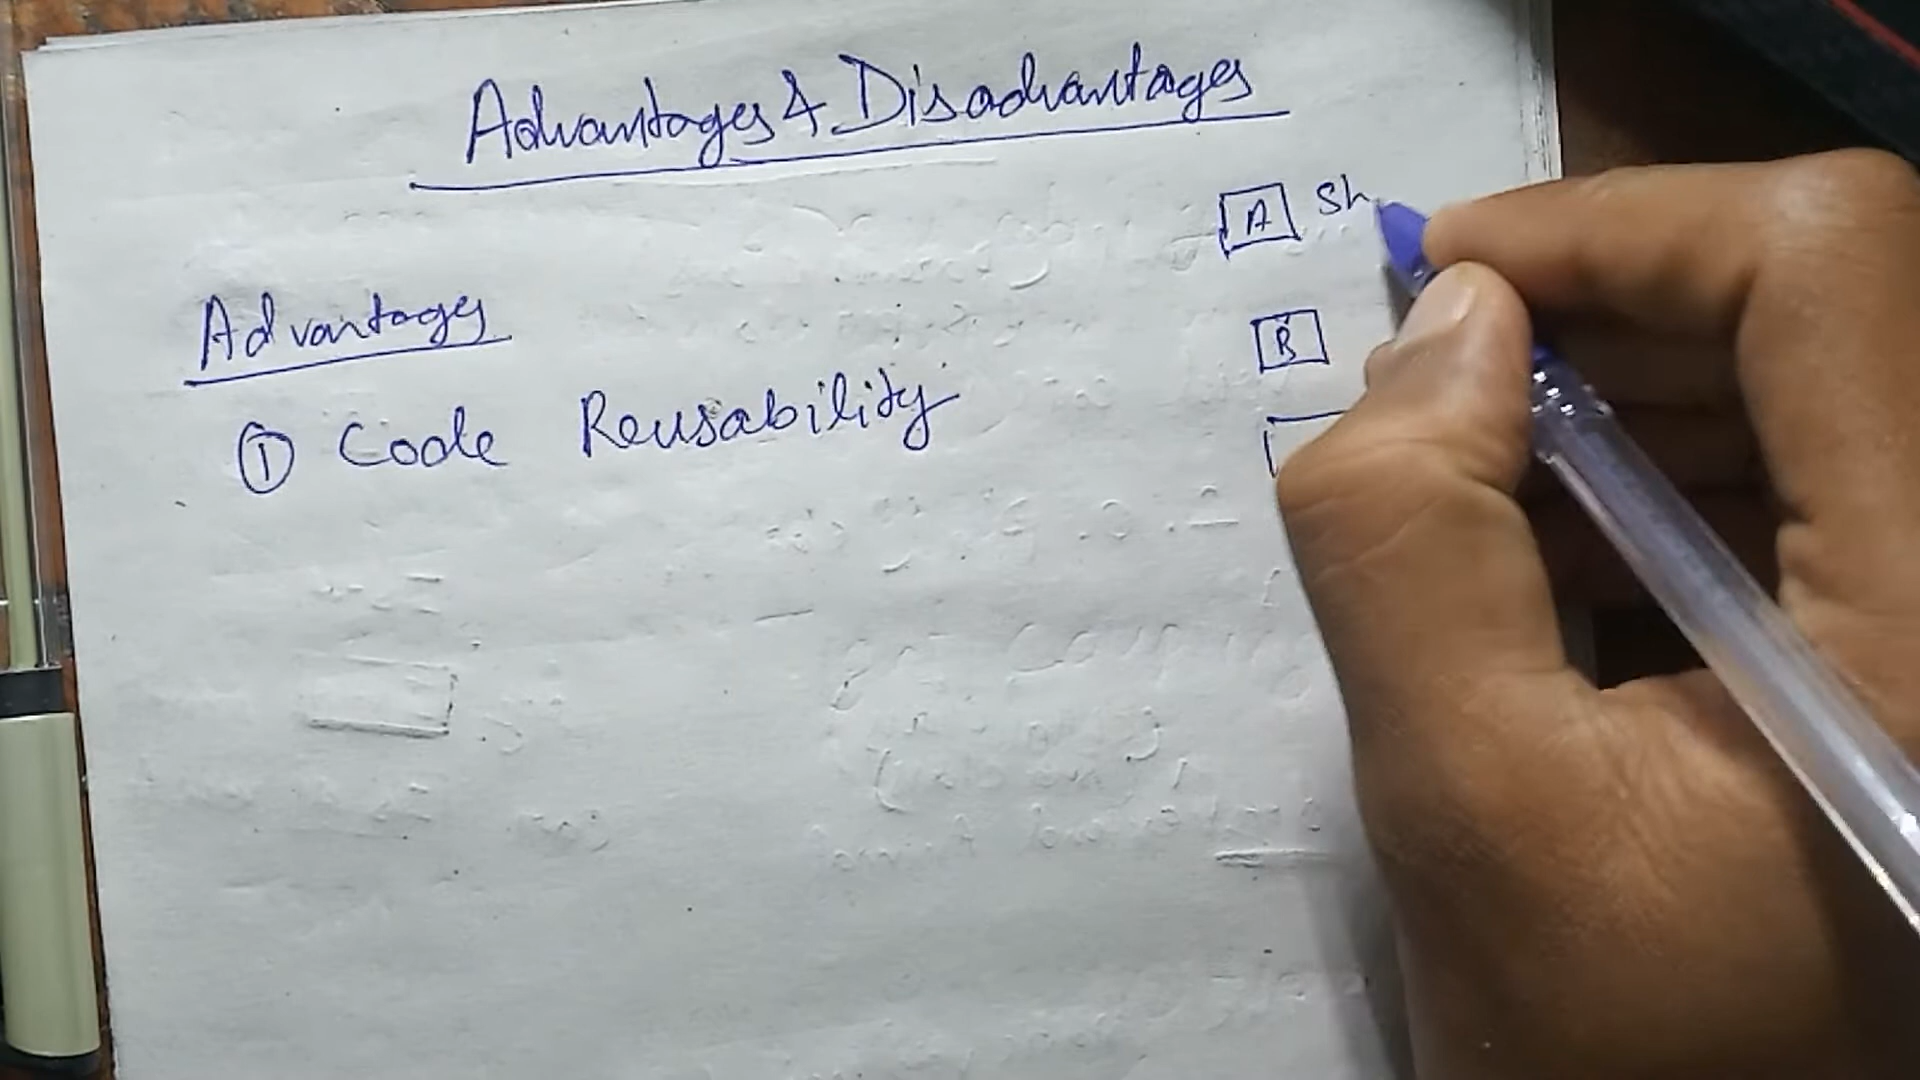 Advantages & Disadvantages
A Sh
Advantages
B
① Code Reusability